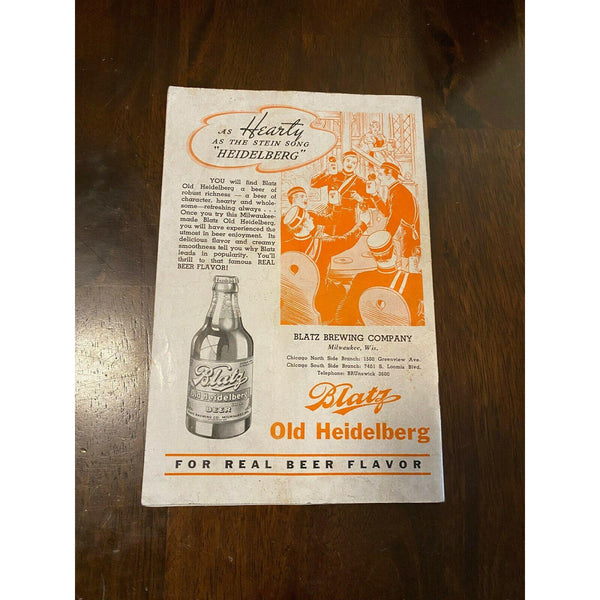 AS Hearty
AS THE STEIN SONG
"HEIDELBERG"
YOU will find Blatz
Old Heidelberg a beer of
robust richness — a beer of
character, hearty and whole-
some—refreshing always . . .
Once you try this Milwaukee-
made Blatz Old Heidelberg,
you will have experienced the
utmost in beer enjoyment. Its
delicious flavor and creamy
smoothness tell you why Blatz
leads in popularity. You'll
thrill to that famous REAL
BEER FLAVOR!
Blatz
Old Heidelberg
BEER
BLATZ BREWING COMPANY
Milwaukee, Wis.
Chicago North Side Branch: 1500 Greenview Ave.
Chicago South Side Branch: 7401 S. Loomis Blvd.
Telephone: BRUnswick 3600
Blatz
Old Heidelberg
FOR REAL BEER FLAVOR